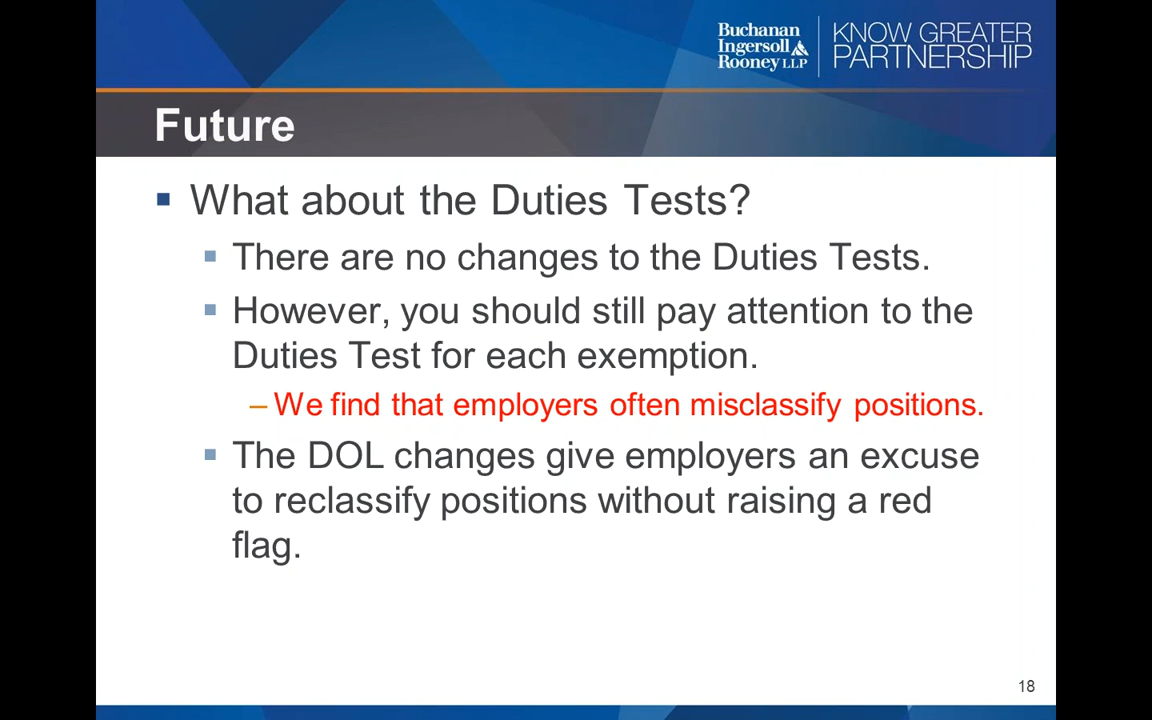 Buchanan
Ingersoll
Rooney LLP
KNOW GREATER
PARTNERSHIP
Future
What about the Duties Tests?
There are no changes to the Duties Tests.
However, you should still pay attention to the
Duties Test for each exemption.
– We find that employers often misclassify positions.
The DOL changes give employers an excuse
to reclassify positions without raising a red
flag.
18